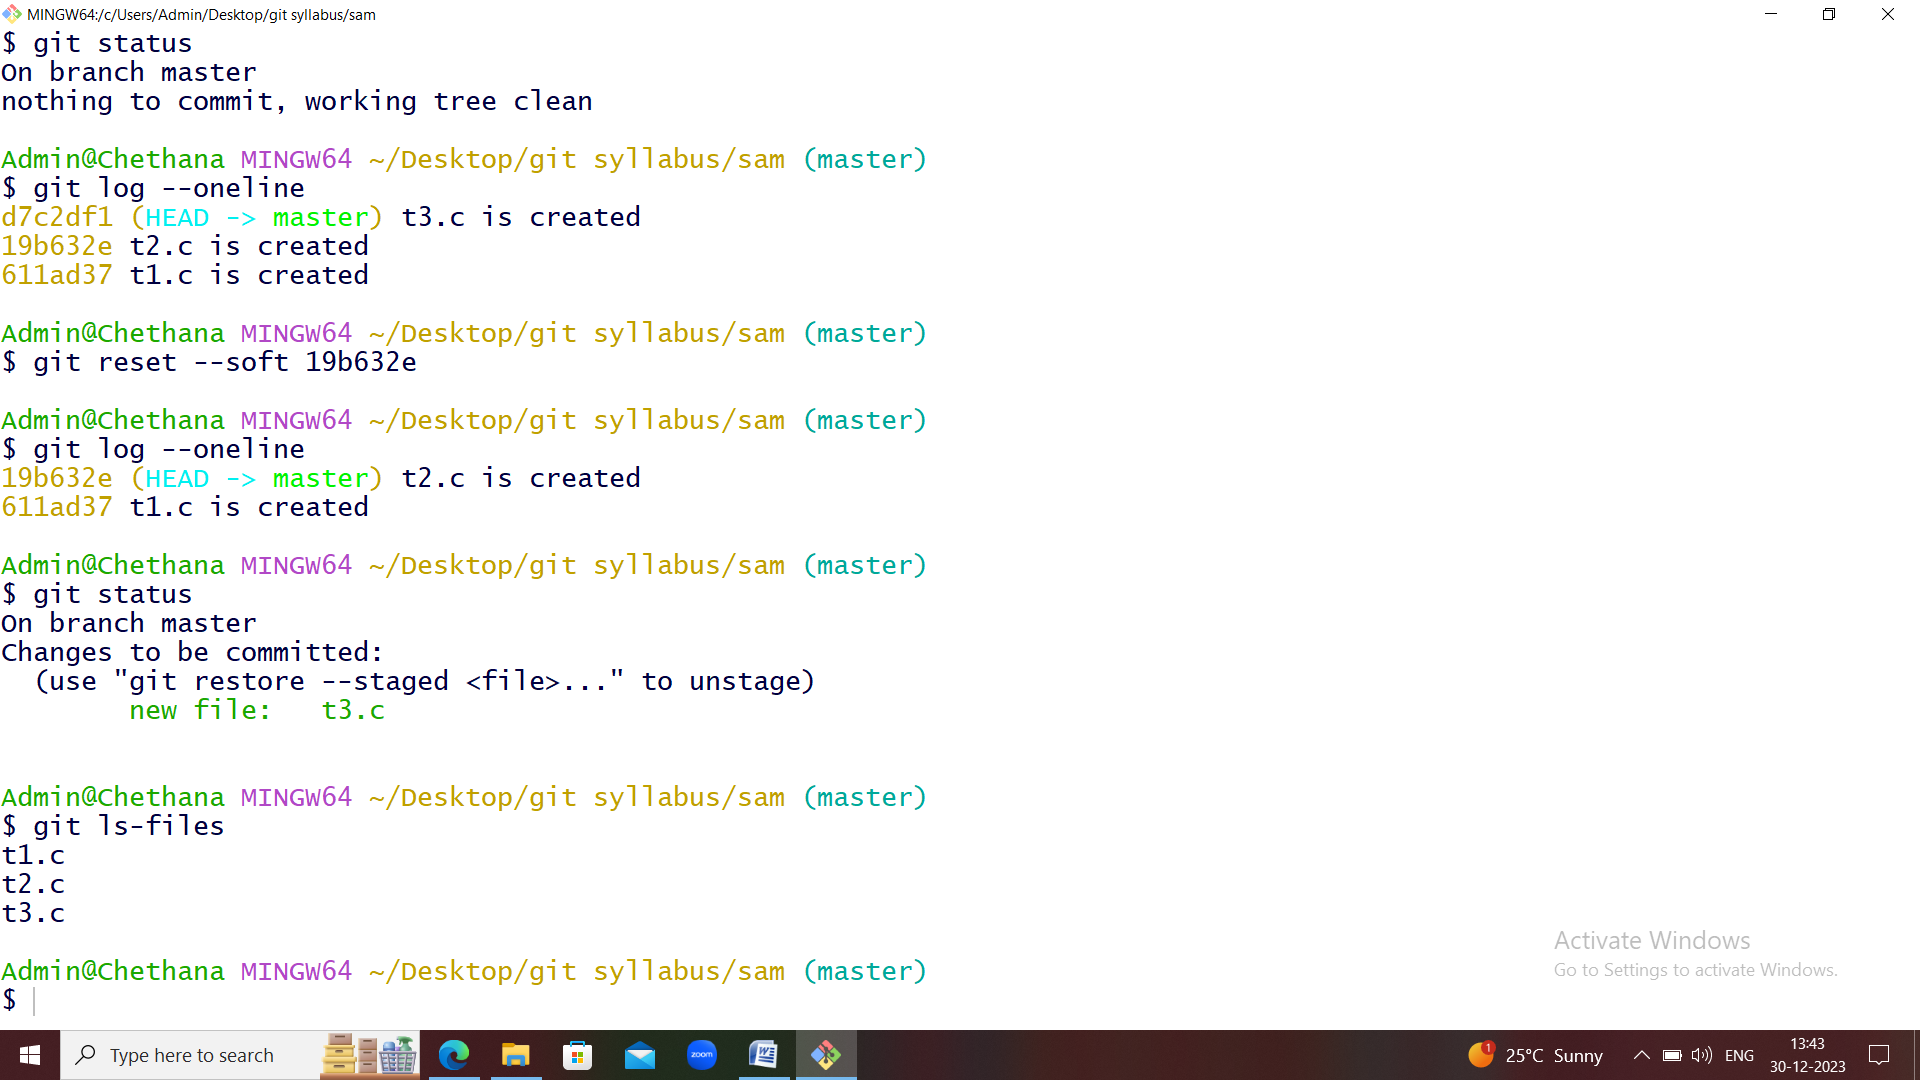 MINGW64:/c/Users/Admin/Desktop/git syllabus/sam
$ git status
On branch master
nothing to commit, working tree clean
Admin@Chethana MINGW64 ~/Desktop/git syllabus/sam (master)
$ git log --oneline
d7c2df1 (HEAD -> master) t3.c is created
19b632e t2.c is created
611ad37 t1.c is created
Admin@Chethana MINGW64 ~/Desktop/git syllabus/sam (master)
$ git reset --soft 19b632e
Admin@Chethana MINGW64 ~/Desktop/git syllabus/sam (master)
$ git log --oneline
19b632e (HEAD -> master) t2.c is created
611ad37 t1.c is created
Admin@Chethana MINGW64 ~/Desktop/git syllabus/sam (master)
$ git status
On branch master
Changes to be committed:
  (use "git restore --staged <file>..." to unstage)
        new file:   t3.c
Admin@Chethana MINGW64 ~/Desktop/git syllabus/sam (master)
$ git ls-files
t1.c
t2.c
t3.c
Admin@Chethana MINGW64 ~/Desktop/git syllabus/sam (master)
$
Activate Windows
Go to Settings to activate Windows.
Type here to search
zoom
1
25°C Sunny
ENG
13:43
30-12-2023